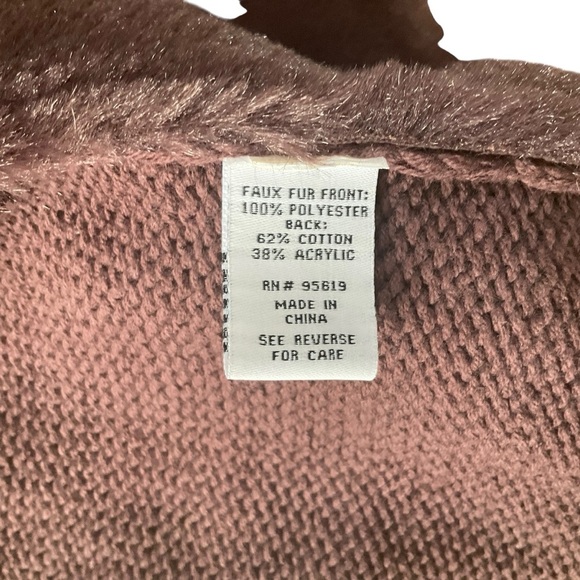 FAUX FUR FRONT:
100% POLYESTER
BACK:
62% COTTON
38% ACRYLIC
RN# 95619
MADE IN
CHINA
SEE REVERSE
FOR CARE